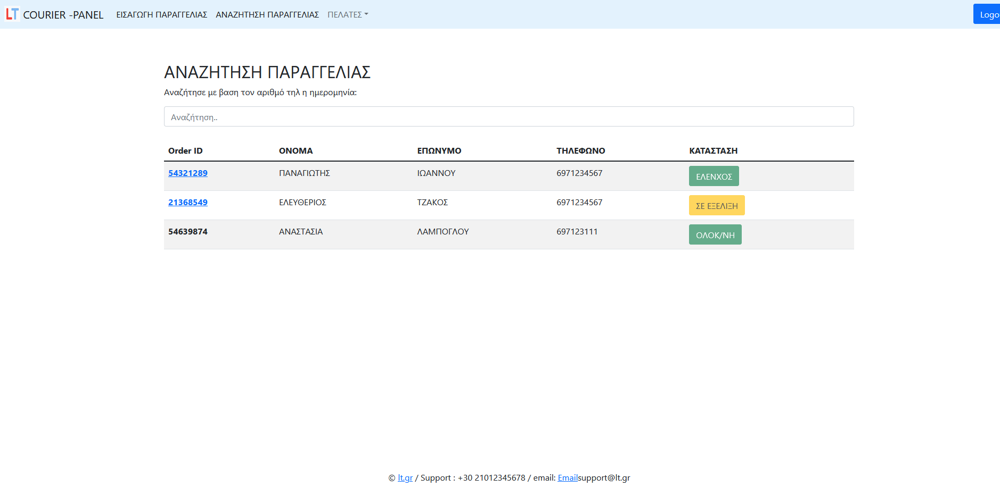 LT COURIER -PANEL ΕΙΣΑΓΩΓΗ ΠΑΡΑΓΓΕΛΙΑΣ ΑΝΑΖΗΤΗΣΗ ΠΑΡΑΓΓΕΛΙΑΣ ΠΕΛΑΤΕΣ Logo
ΑΝΑΖΗΤΗΣΗ ΠΑΡΑΓΓΕΛΙΑΣ
Αναζήτησε με βαση τον αριθμό τηλ η ημερομηνία:
Αναζήτηση..
Order ID ΟΝΟΜΑ ΕΠΩΝΥΜΟ ΤΗΛΕΦΩΝΟ ΚΑΤΑΣΤΑΣΗ
54321289 ΠΑΝΑΓΙΩΤΗΣ ΙΩΑΝΝΟΥ 6971234567 ΕΛΕΝΧΟΣ
21368549 ΕΛΕΥΘΕΡΙΟΣ ΤΖΑΚΟΣ 6971234567 ΣΕ ΕΞΕΛΙΞΗ
54639874 ΑΝΑΣΤΑΣΙΑ ΛΑΜΠΟΓΛΟΥ 697123111 ΟΛΟΚ/ΝΗ
© lt.gr / Support : +30 21012345678 / email: Emailsupport@lt.gr